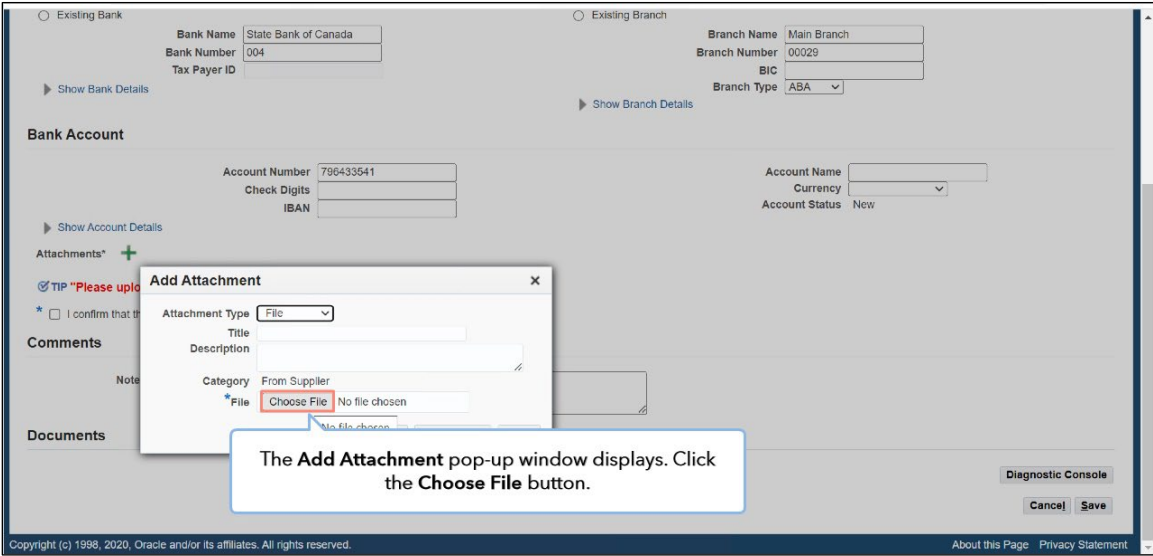 Existing Bank
Existing Branch
Bank Name State Bank of Canada
Branch Name Main Branch
Bank Number 004
Branch Number 00029
Tax Payer ID
BIC
Show Bank Details
Branch Type ABA
Show Branch Details
Bank Account
Account Number 796433541
Account Name
Check Digits
Currency
IBAN
Account Status New
Show Account Details
Attachments*
TIP "Please uplo
* I confirm that th
Comments
Note
Documents
Add Attachment ×
Attachment Type File
Title
Description
Category From Supplier
*File Choose File No file chosen
No file chosen
The Add Attachment pop-up window displays. Click
the Choose File button.
Diagnostic Console
Cancel Save
Copyright (c) 1998, 2020, Oracle and/or its affiliates. All rights reserved.
About this Page Privacy Statement